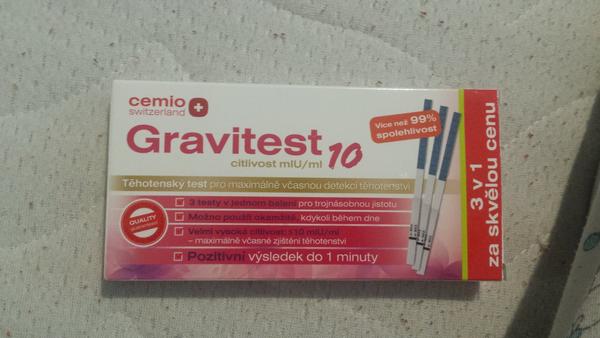 cemio
switzerland
Gravitest 10
citlivost mIU/ml
Více než 99%
spolehlivost
Těhotenský test pro maximálně včasnou detekci těhotenství
3 testy v jednom balení pro trojnásobnou jistotu
Možno použít okamžitě, kdykoli během dne
Velmi vysoká citlivost: ≥10 mIU/ml
– maximálně včasné zjištění těhotenství
Pozitivní výsledek do 1 minuty
QUALITY
3 v 1
za skvělou cenu